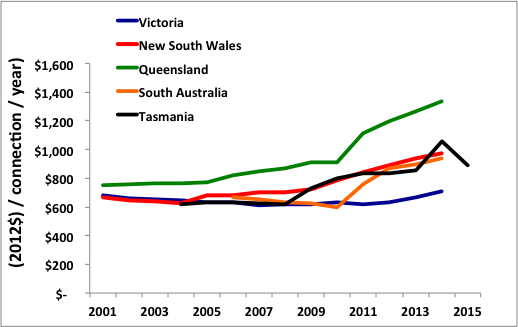 Victoria
New South Wales
Queensland
South Australia
Tasmania
(2012$) / connection / year)
$1,600
$1,400
$1,200
$1,000
$800
$600
$400
$200
$-
2001 2003 2005 2007 2009 2011 2013 2015